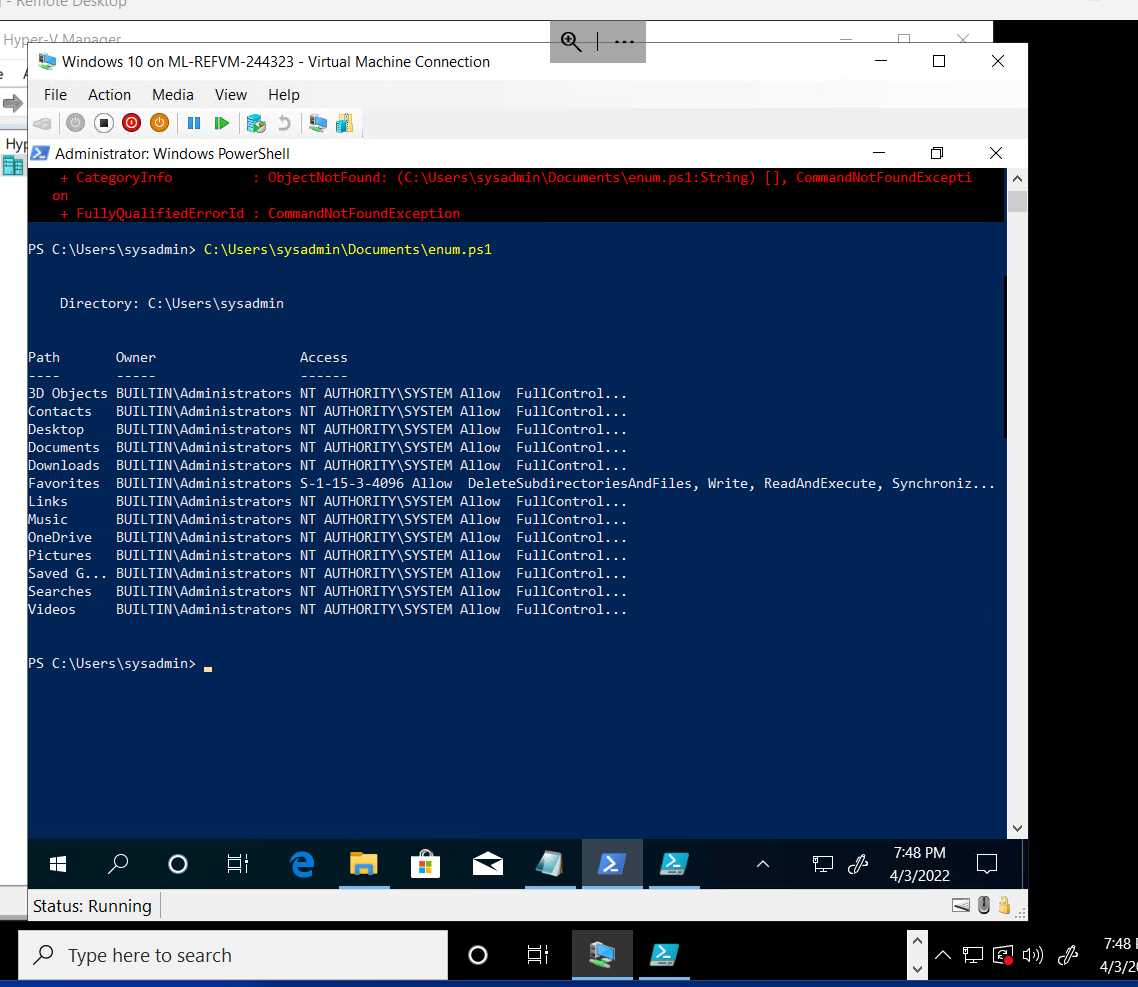 - Remote Desktop
Hyper-V Manager
Windows 10 on ML-REFVM-244323 - Virtual Machine Connection
File Action Media View Help
Administrator: Windows PowerShell
+ CategoryInfo : ObjectNotFound: (C:\Users\sysadmin\Documents\enum.ps1:String) [], CommandNotFoundExcepti
on
+ FullyQualifiedErrorId : CommandNotFoundException
PS C:\Users\sysadmin> C:\Users\sysadmin\Documents\enum.ps1
Directory: C:\Users\sysadmin
Path Owner Access
---- ----- ------
3D Objects BUILTIN\Administrators NT AUTHORITY\SYSTEM Allow FullControl...
Contacts BUILTIN\Administrators NT AUTHORITY\SYSTEM Allow FullControl...
Desktop BUILTIN\Administrators NT AUTHORITY\SYSTEM Allow FullControl...
Documents BUILTIN\Administrators NT AUTHORITY\SYSTEM Allow FullControl...
Downloads BUILTIN\Administrators NT AUTHORITY\SYSTEM Allow FullControl...
Favorites BUILTIN\Administrators S-1-15-3-4096 Allow DeleteSubdirectoriesAndFiles, Write, ReadAndExecute, Synchroniz...
Links BUILTIN\Administrators NT AUTHORITY\SYSTEM Allow FullControl...
Music BUILTIN\Administrators NT AUTHORITY\SYSTEM Allow FullControl...
OneDrive BUILTIN\Administrators NT AUTHORITY\SYSTEM Allow FullControl...
Pictures BUILTIN\Administrators NT AUTHORITY\SYSTEM Allow FullControl...
Saved G... BUILTIN\Administrators NT AUTHORITY\SYSTEM Allow FullControl...
Searches BUILTIN\Administrators NT AUTHORITY\SYSTEM Allow FullControl...
Videos BUILTIN\Administrators NT AUTHORITY\SYSTEM Allow FullControl...
PS C:\Users\sysadmin>
7:48 PM
4/3/2022
Status: Running
Type here to search
7:48
4/3/20